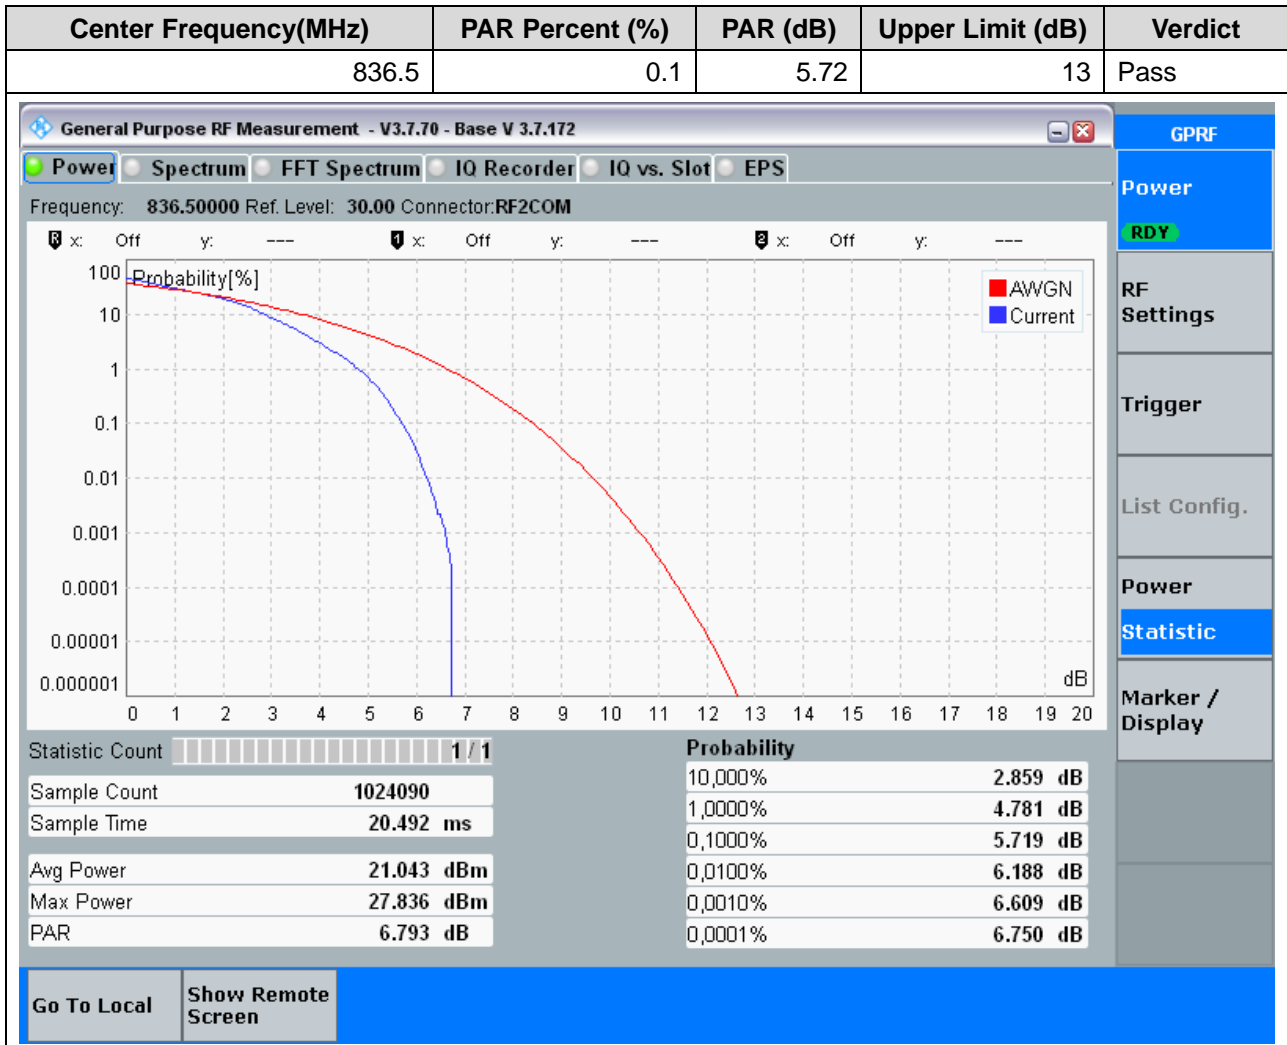 Center Frequency(MHz) PAR Percent (%) PAR (dB) Upper Limit (dB) Verdict
836.5 0.1 5.72 13 Pass
General Purpose RF Measurement - V3.7.70 - Base V 3.7.172
GPRF
Power Spectrum FFT Spectrum IQ Recorder IQ vs. Slot EPS
Power
RDY
Frequency: 836.50000 Ref. Level: 30.00 Connector:RF2COM
R x: Off y: --- 1 x: Off y: --- 2 x: Off y: ---
Probability[%]
AWGN
Current
100
10
1
0.1
0.01
0.001
0.0001
0.00001
0.000001
dB
0 1 2 3 4 5 6 7 8 9 10 11 12 13 14 15 16 17 18 19 20
RF
Settings
Trigger
List Config.
Power
Statistic
Marker /
Display
Statistic Count 1 / 1
Sample Count 1024090
Sample Time 20.492 ms
Avg Power 21.043 dBm
Max Power 27.836 dBm
PAR 6.793 dB
Probability
10,000% 2.859 dB
1,0000% 4.781 dB
0,1000% 5.719 dB
0,0100% 6.188 dB
0,0010% 6.609 dB
0,0001% 6.750 dB
Go To Local
Show Remote
Screen